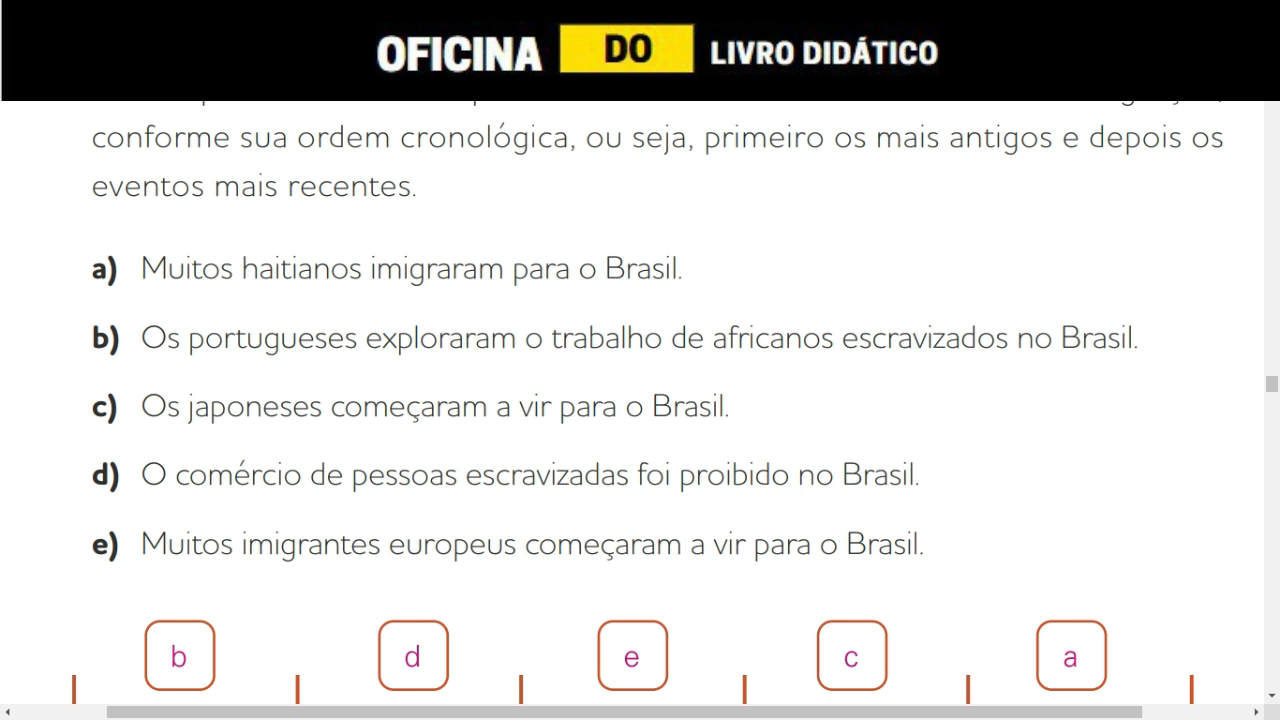 OFICINA DO LIVRO DIDÁTICO
conforme sua ordem cronológica, ou seja, primeiro os mais antigos e depois os
eventos mais recentes.
a) Muitos haitianos imigraram para o Brasil.
b) Os portugueses exploraram o trabalho de africanos escravizados no Brasil.
c) Os japoneses começaram a vir para o Brasil.
d) O comércio de pessoas escravizadas foi proibido no Brasil.
e) Muitos imigrantes europeus começaram a vir para o Brasil.
b d e c a